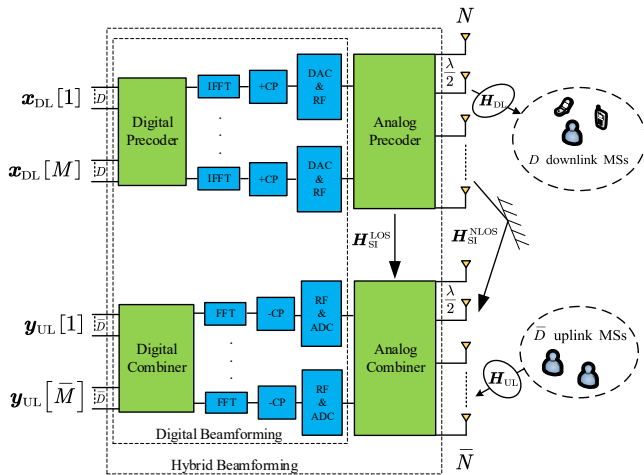 N
x_DL[1]
D
Digital
Precoder
IFFT
+CP
DAC
&
RF
Analog
Precoder
λ/2
H_DL
D downlink MSs
x_DL[M]
D
IFFT
+CP
DAC
&
RF
H_SI^LOS
H_SI^NLOS
y_UL[1]
D̄
Digital
Combiner
FFT
-CP
RF
&
ADC
Analog
Combiner
λ/2
D̄ uplink MSs
y_UL[M̄]
D̄
FFT
-CP
RF
&
ADC
H_UL
Digital Beamforming
Hybrid Beamforming
N̄